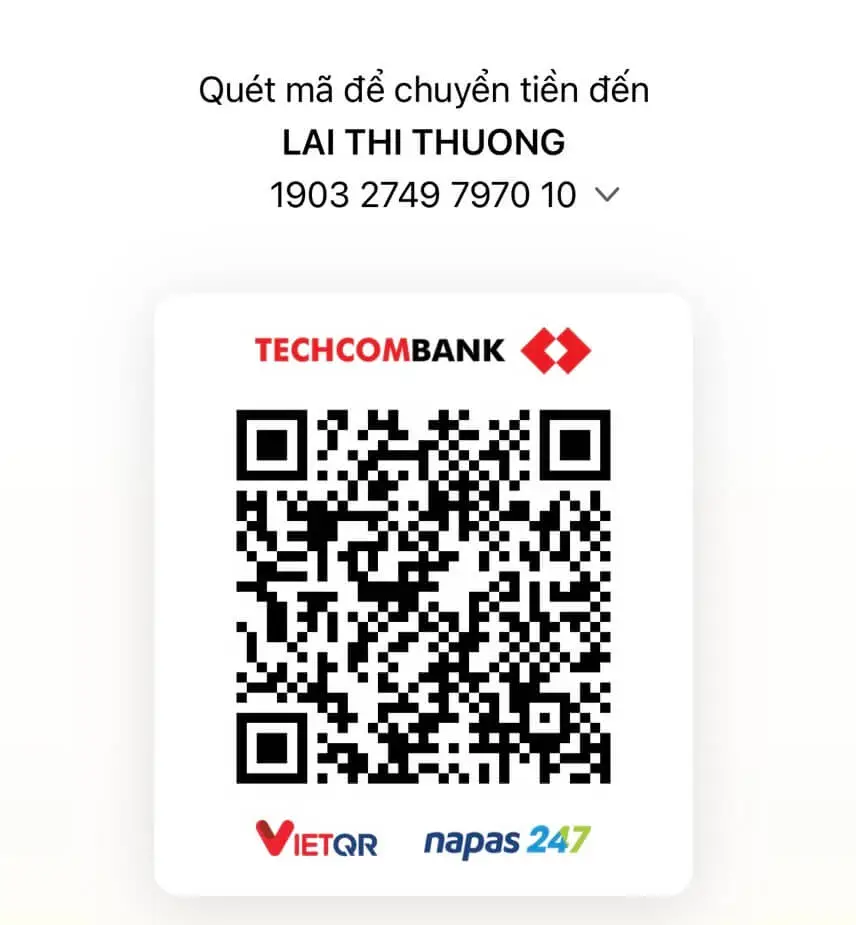 Quét mã để chuyển tiền đến
LAI THI THUONG
1903 2749 7970 10
TECHCOMBANK
VIETQR
napas 247